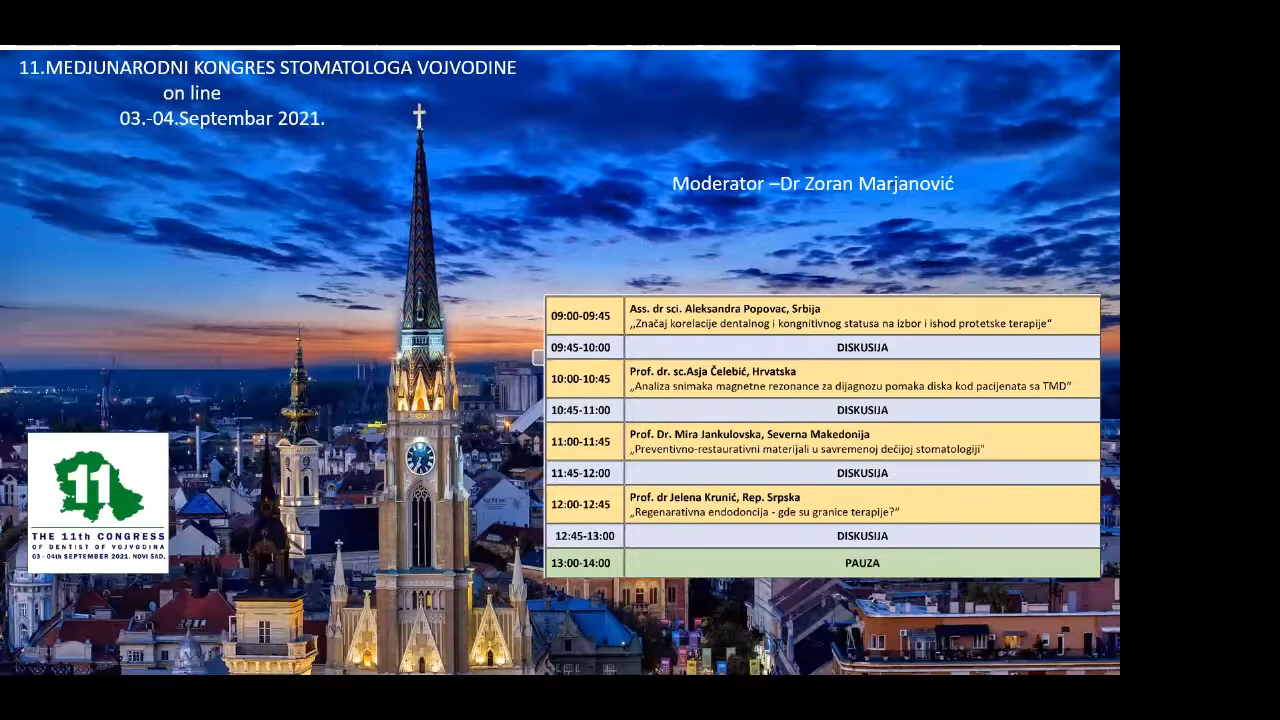 11.MEDJUNARODNI KONGRES STOMATOLOGA VOJVODINE
on line
03.-04.Septembar 2021.
Moderator –Dr Zoran Marjanović
09:00-09:45
Ass. dr sci. Aleksandra Popovac, Srbija
„Značaj korelacije dentalnog i kongnitivnog statusa na izbor i ishod protetske terapije“
09:45-10:00 DISKUSIJA
10:00-10:45
Prof. dr. sc.Asja Čelebić, Hrvatska
„Analiza snimaka magnetne rezonance za dijagnozu pomaka diska kod pacijenata sa TMD”
10:45-11:00 DISKUSIJA
11:00-11:45
Prof. Dr. Mira Jankulovska, Severna Makedonija
„Preventivno-restaurativni materijali u savremenoj dečijoj stomatologiji"
11:45-12:00 DISKUSIJA
12:00-12:45
Prof. dr Jelena Krunić, Rep. Srpska
„Regenarativna endodoncija - gde su granice terapije?“
12:45-13:00 DISKUSIJA
13:00-14:00 PAUZA
11
THE 11th CONGRESS
OF DENTIST OF VOJVODINA
03 - 04th SEPTEMBER 2021. NOVI SAD,